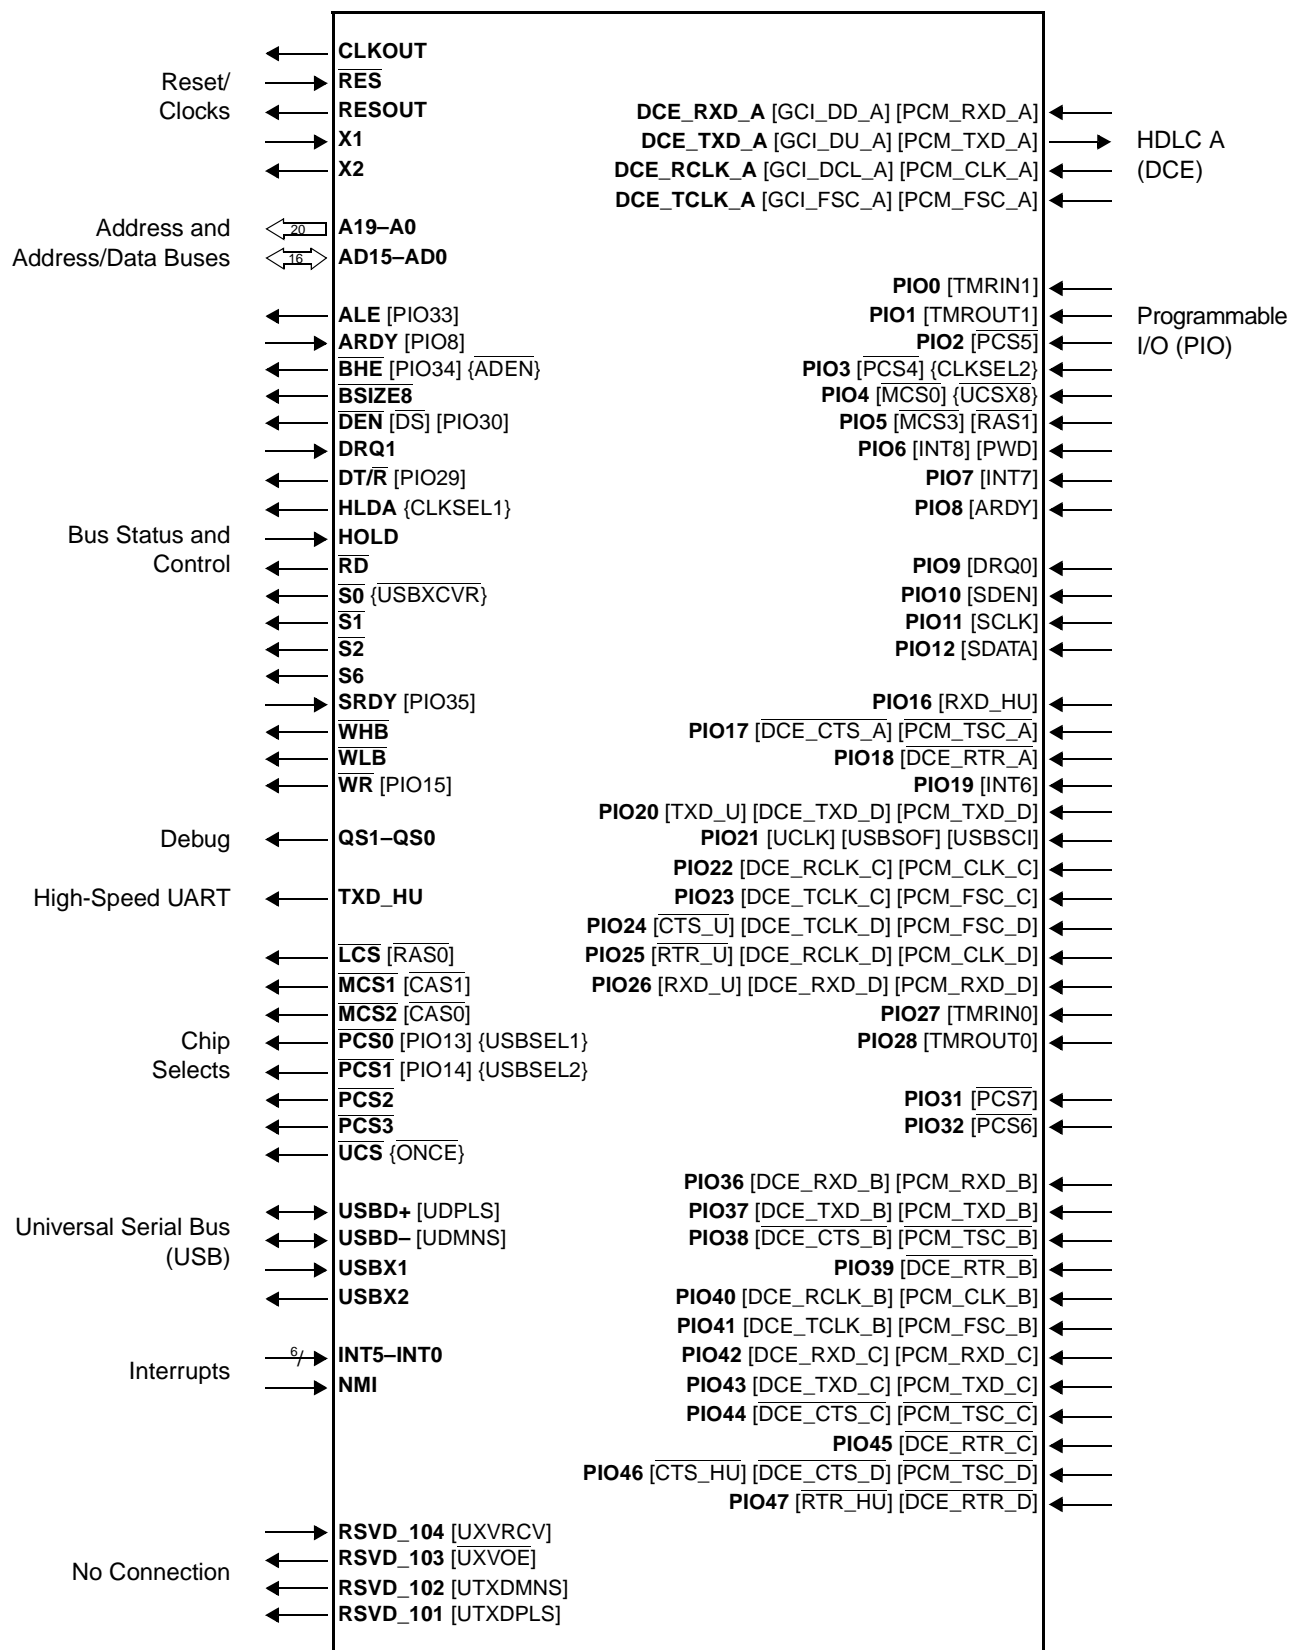 CLKOUT
Reset/
Clocks
RES
RESOUT
X1
X2
DCE_RXD_A [GCI_DD_A] [PCM_RXD_A]
DCE_TXD_A [GCI_DU_A] [PCM_TXD_A]
DCE_RCLK_A [GCI_DCL_A] [PCM_CLK_A]
DCE_TCLK_A [GCI_FSC_A] [PCM_FSC_A]
HDLC A
(DCE)
Address and
Address/Data Buses
20
A19–A0
16
AD15–AD0
Bus Status and
Control
ALE [PIO33]
ARDY [PIO8]
BHE [PIO34] {ADEN}
BSIZE8
DEN [DS] [PIO30]
DRQ1
DT/R [PIO29]
HLDA {CLKSEL1}
HOLD
RD
S0 {USBXCVR}
S1
S2
S6
SRDY [PIO35]
WHB
WLB
WR [PIO15]
Debug
QS1–QS0
High-Speed UART
TXD_HU
Chip
Selects
LCS [RAS0]
MCS1 [CAS1]
MCS2 [CAS0]
PCS0 [PIO13] {USBSEL1}
PCS1 [PIO14] {USBSEL2}
PCS2
PCS3
UCS {ONCE}
Universal Serial Bus
(USB)
USBD+ [UDPLS]
USBD– [UDMNS]
USBX1
USBX2
Interrupts
6/
INT5–INT0
NMI
No Connection
RSVD_104 [UXVRCV]
RSVD_103 [UXVOE]
RSVD_102 [UTXDMNS]
RSVD_101 [UTXDPLS]
PIO0 [TMRIN1]
PIO1 [TMROUT1]
PIO2 [PCS5]
PIO3 [PCS4] {CLKSEL2}
PIO4 [MCS0] {UCSX8}
PIO5 [MCS3] [RAS1]
PIO6 [INT8] [PWD]
PIO7 [INT7]
PIO8 [ARDY]
PIO9 [DRQ0]
PIO10 [SDEN]
PIO11 [SCLK]
PIO12 [SDATA]
PIO16 [RXD_HU]
PIO17 [DCE_CTS_A] [PCM_TSC_A]
PIO18 [DCE_RTR_A]
PIO19 [INT6]
PIO20 [TXD_U] [DCE_TXD_D] [PCM_TXD_D]
PIO21 [UCLK] [USBSOF] [USBSCI]
PIO22 [DCE_RCLK_C] [PCM_CLK_C]
PIO23 [DCE_TCLK_C] [PCM_FSC_C]
PIO24 [CTS_U] [DCE_TCLK_D] [PCM_FSC_D]
PIO25 [RTR_U] [DCE_RCLK_D] [PCM_CLK_D]
PIO26 [RXD_U] [DCE_RXD_D] [PCM_RXD_D]
PIO27 [TMRIN0]
PIO28 [TMROUT0]
PIO31 [PCS7]
PIO32 [PCS6]
PIO36 [DCE_RXD_B] [PCM_RXD_B]
PIO37 [DCE_TXD_B] [PCM_TXD_B]
PIO38 [DCE_CTS_B] [PCM_TSC_B]
PIO39 [DCE_RTR_B]
PIO40 [DCE_RCLK_B] [PCM_CLK_B]
PIO41 [DCE_TCLK_B] [PCM_FSC_B]
PIO42 [DCE_RXD_C] [PCM_RXD_C]
PIO43 [DCE_TXD_C] [PCM_TXD_C]
PIO44 [DCE_CTS_C] [PCM_TSC_C]
PIO45 [DCE_RTR_C]
PIO46 [CTS_HU] [DCE_CTS_D] [PCM_TSC_D]
PIO47 [RTR_HU] [DCE_RTR_D]
Programmable
I/O (PIO)